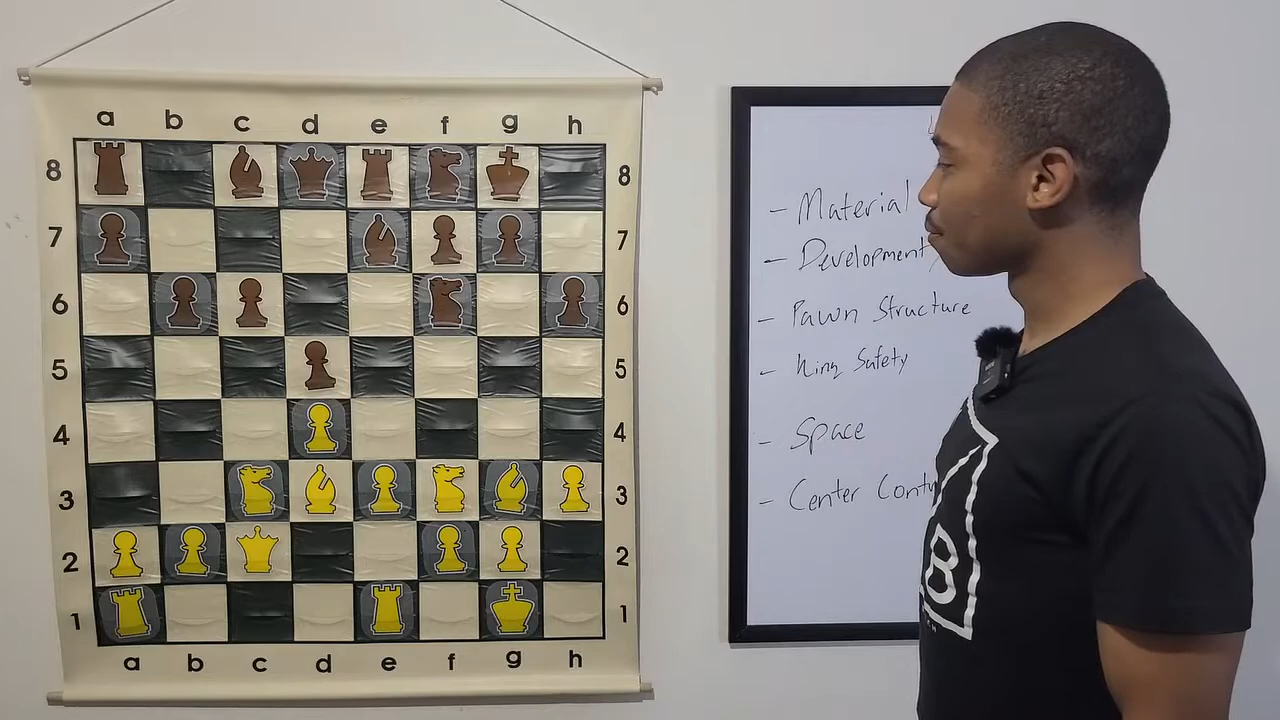 a b c d e f g h
8 8
7 7
6 6
5 5
4 4
3 3
2 2
1 1
a b c d e f g h
- Material
- Development
- Pawn Structure
- King Safety
- Space
- Center
B